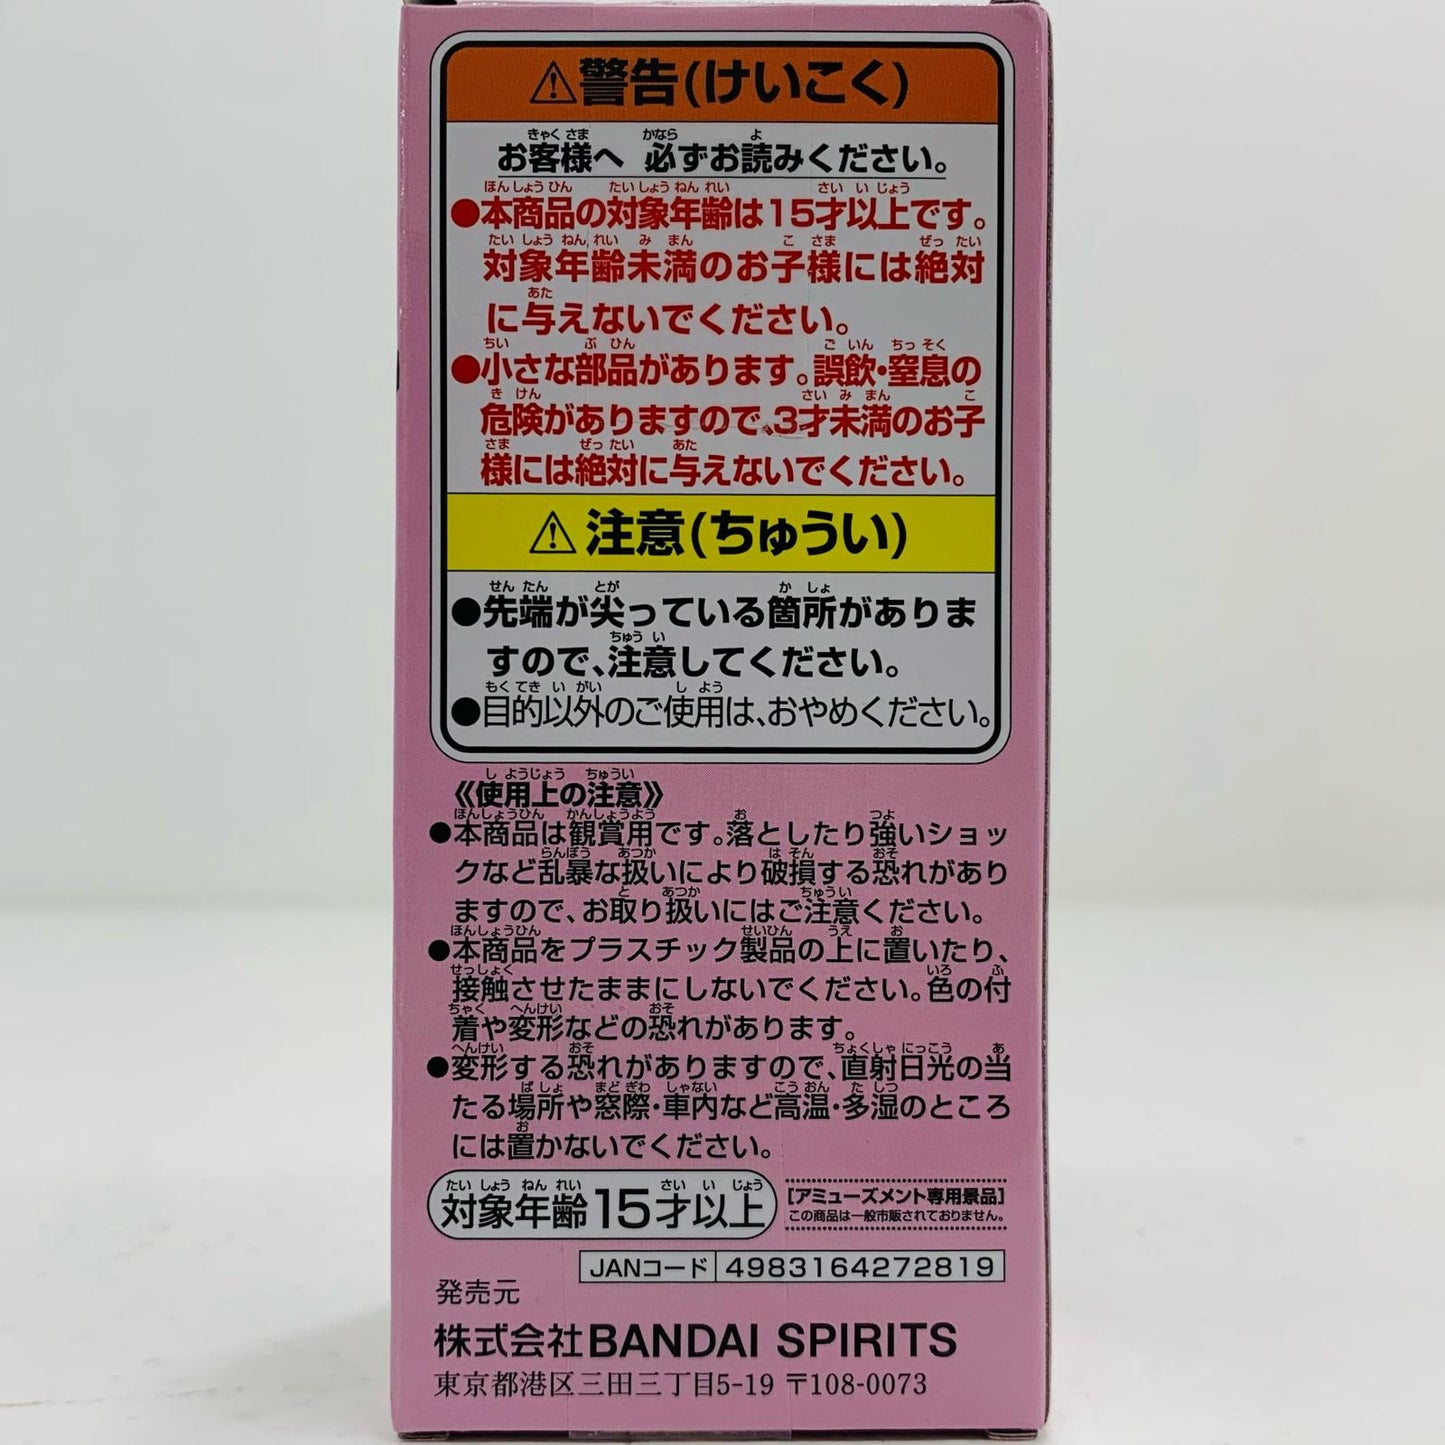 ⚠警告(けいこく)
お客様へ 必ずお読みください。
●本商品の対象年齢は15才以上です。
対象年齢未満のお子様には絶対
に与えないでください。
●小さな部品があります。誤飲・窒息の
危険がありますので、3才未満のお子
様には絶対に与えないでください。
⚠注意(ちゅうい)
●先端が尖っている箇所がありま
すので、注意してください。
●目的以外のご使用は、おやめください。
《使用上の注意》
●本商品は観賞用です。落としたり強いショッ
クなど乱暴な扱いにより破損する恐れがあり
ますので、お取り扱いにはご注意ください。
●本商品をプラスチック製品の上に置いたり、
接触させたままにしないでください。色の付
着や変形などの恐れがあります。
●変形する恐れがありますので、直射日光の当
たる場所や窓際・車内など高温・多湿のところ
には置かないでください。
対象年齢15才以上
[アミューズメント専用景品]
この商品は一般市販されておりません。
JANコード 4983164272819
発売元
株式会社BANDAI SPIRITS
東京都港区三田三丁目5-19 〒108-0073